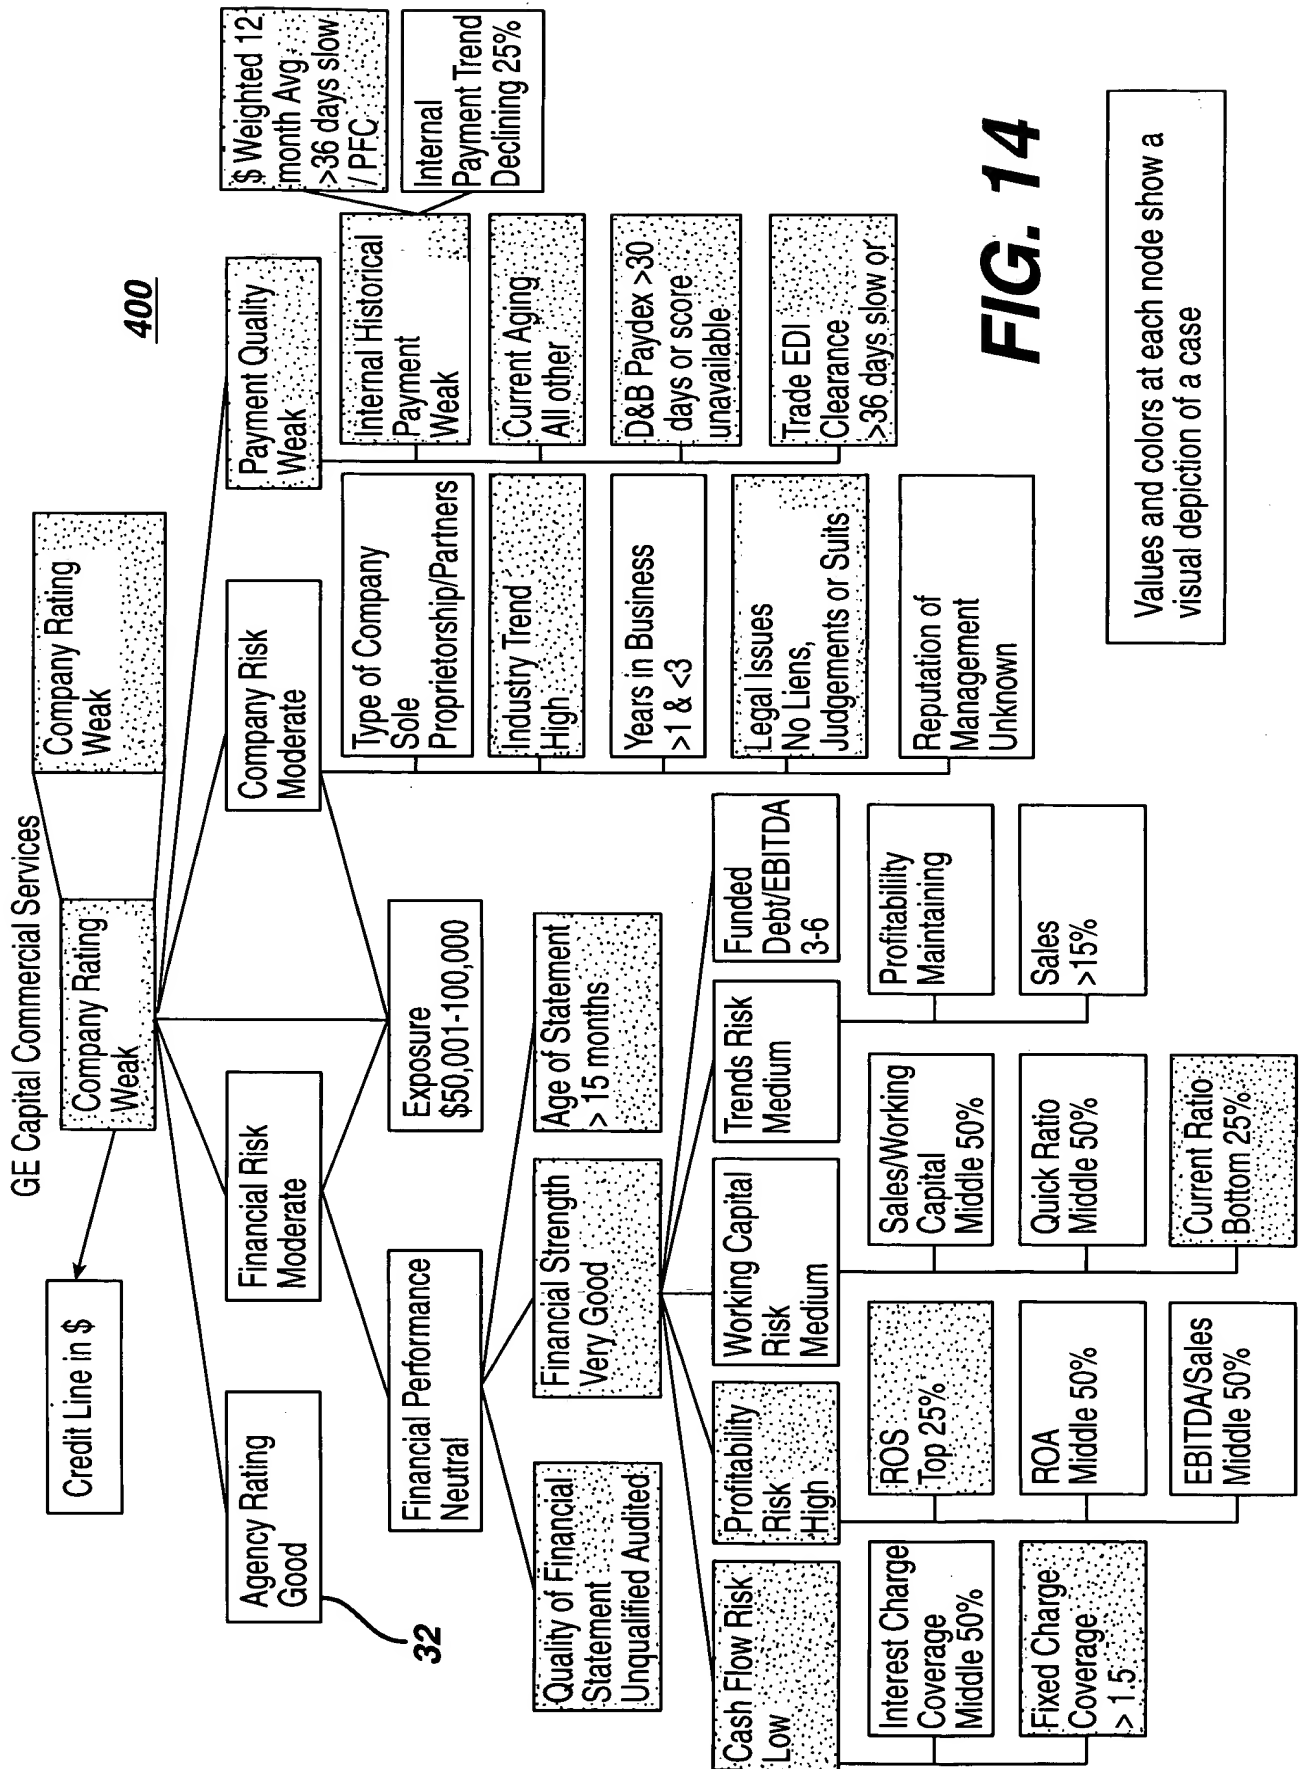 GE Capital Commercial Services
Credit Line in $
Company Rating
Weak
Company Rating
Weak
400
Agency Rating
Good
32
Financial Risk
Moderate
Company Risk
Moderate
Payment Quality
Weak
$ Weighted 12
month Avg.
>36 days slow
/ PFC
Internal
Payment Trend
Declining 25%
Financial Performance
Neutral
Exposure
$50,001-100,000
Type of Company
Sole
Proprietorship/Partners
Industry Trend
High
Years in Business
>1 & <3
Legal Issues
No Liens,
Judgements or Suits
Reputation of
Management
Unknown
Internal Historical
Payment
Weak
Current Aging
All other
D&B Paydex >30
days or score
unavailable
Trade EDI
Clearance
>36 days slow or
Quality of Financial
Statement
Unqualified Audited
Financial Strength
Very Good
Age of Statement
> 15 months
Cash Flow Risk
Low
Profitability
Risk
High
Working Capital
Risk
Medium
Trends Risk
Medium
Funded
Debt/EBITDA
3-6
Interest Charge
Coverage
Middle 50%
Fixed Charge
Coverage
> 1.5
ROS
Top 25%
ROA
Middle 50%
EBITDA/Sales
Middle 50%
Sales/Working
Capital
Middle 50%
Quick Ratio
Middle 50%
Current Ratio
Bottom 25%
Profitability
Maintaining
Sales
>15%
FIG. 14
Values and colors at each node show a
visual depiction of a case